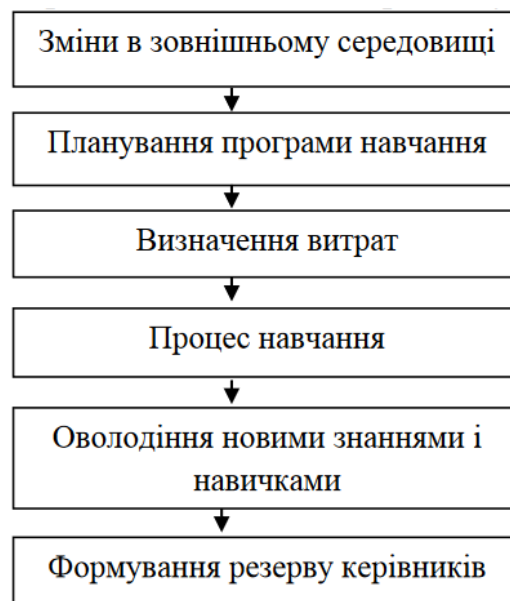 Зміни в зовнішньому середовищі
Планування програми навчання
Визначення витрат
Процес навчання
Оволодіння новими знаннями і
навичками
Формування резерву керівників